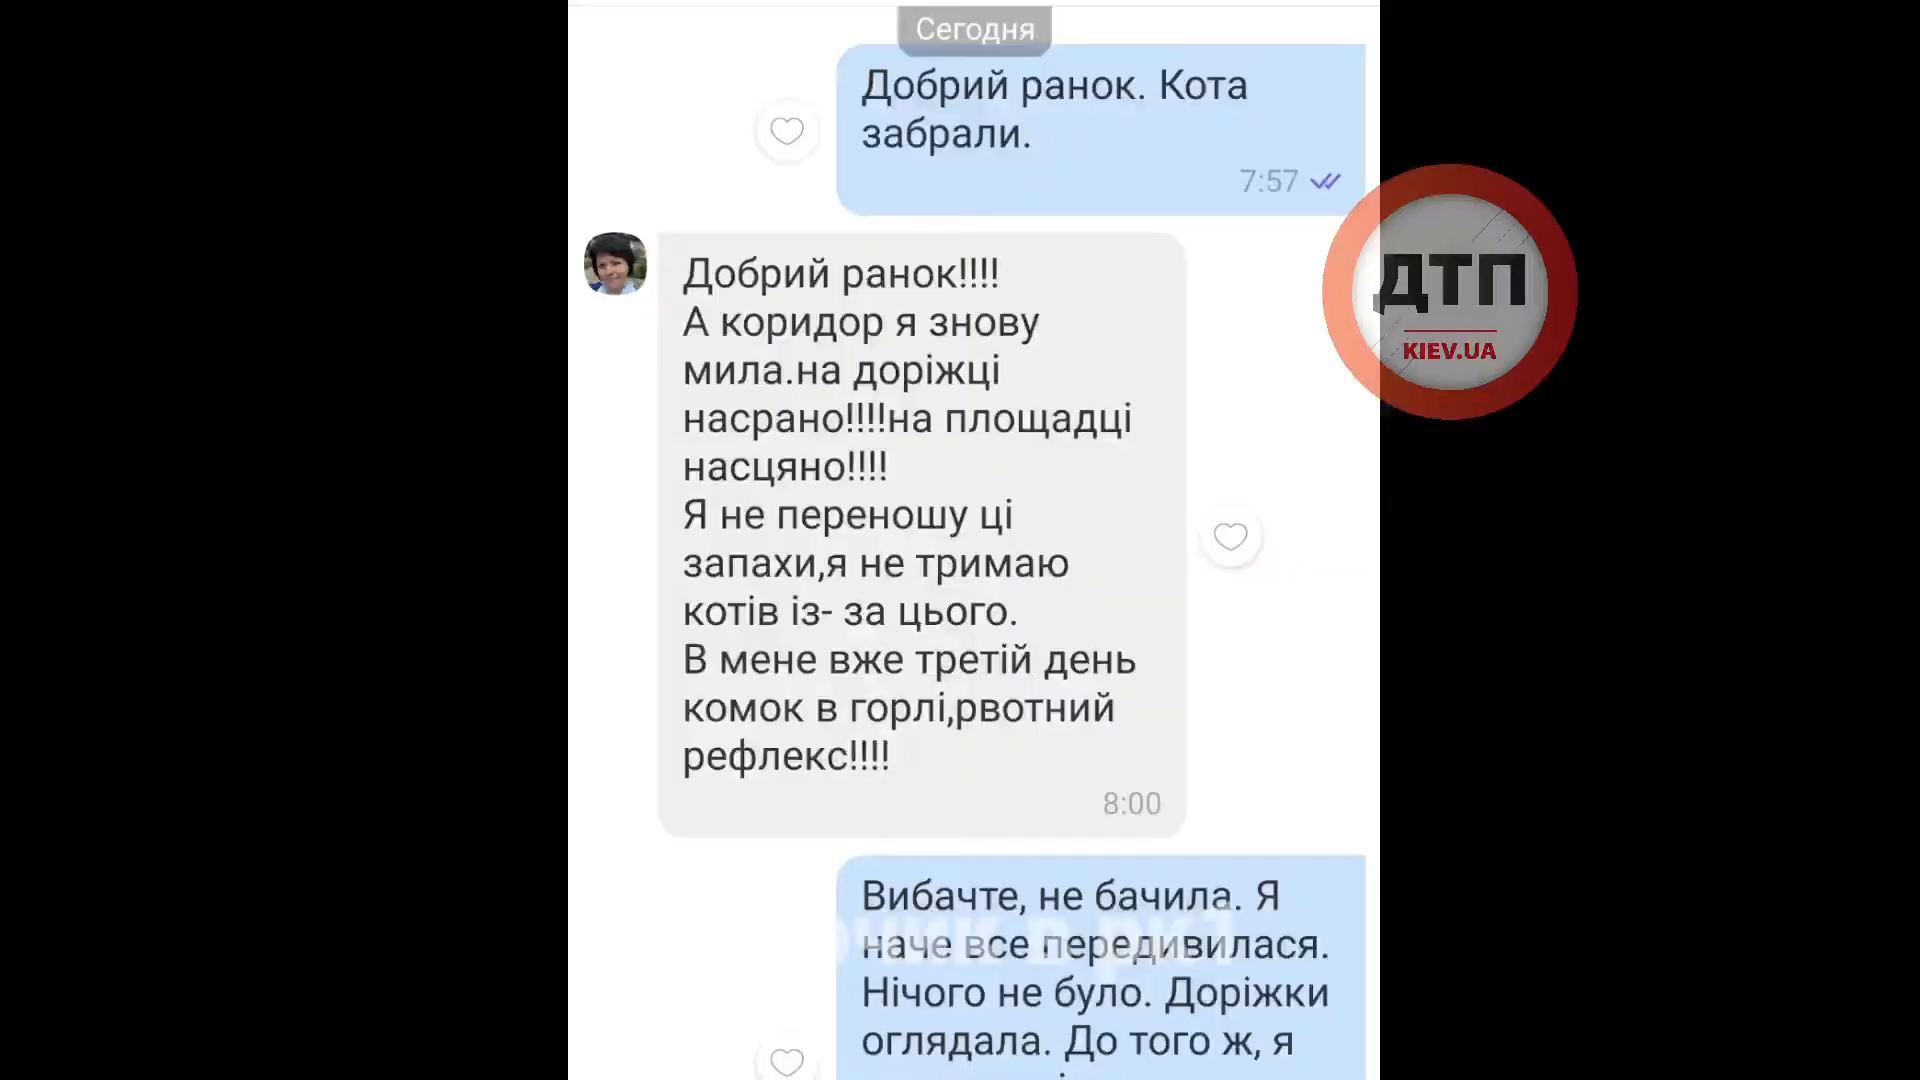 Сегодня
Добрий ранок. Кота
забрали.
7:57
ДТП
KIEV.UA
Добрий ранок!!!!
А коридор я знову
мила.на доріжці
насрано!!!!на площадці
насцяно!!!!
Я не переношу ці
запахи,я не тримаю
котів із- за цього.
В мене вже третій день
комок в горлі,рвотний
рефлекс!!!!
8:00
Вибачте, не бачила. Я
наче все передивилася.
Нічого не було. Доріжки
оглядала. До того ж, я